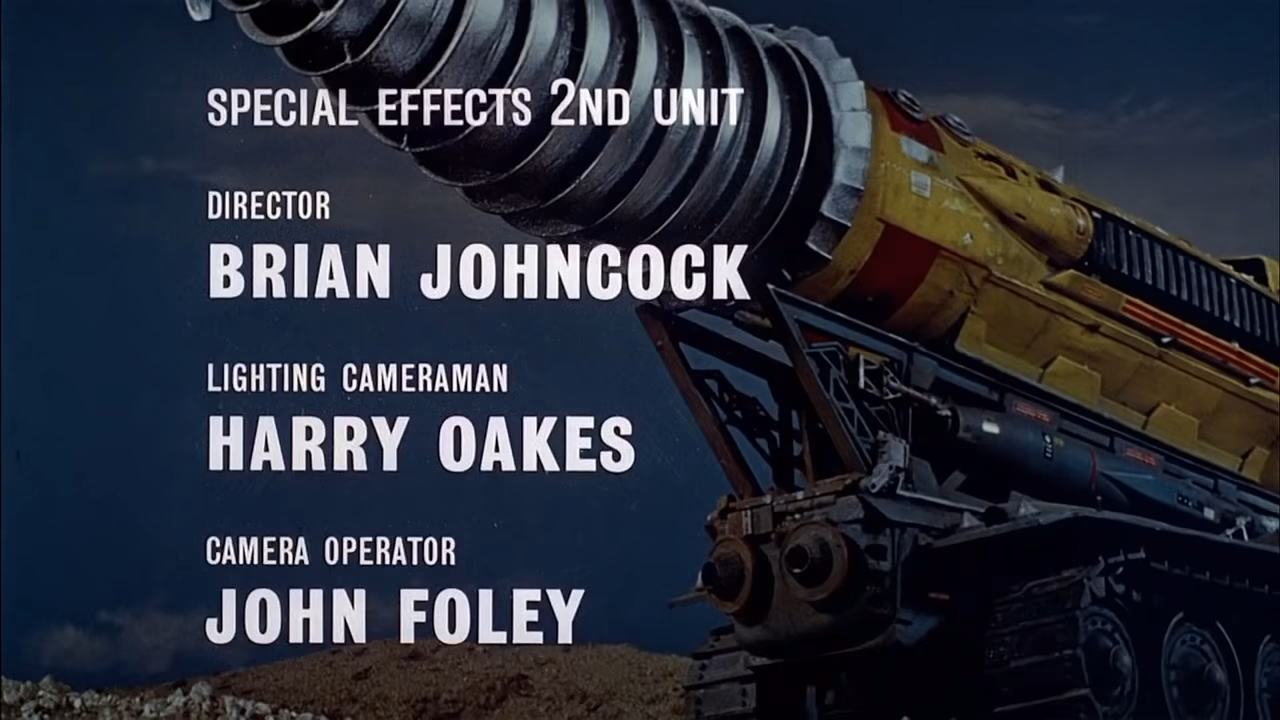 SPECIAL EFFECTS 2ND UNIT
DIRECTOR
BRIAN JOHNCOCK
LIGHTING CAMERAMAN
HARRY OAKES
CAMERA OPERATOR
JOHN FOLEY